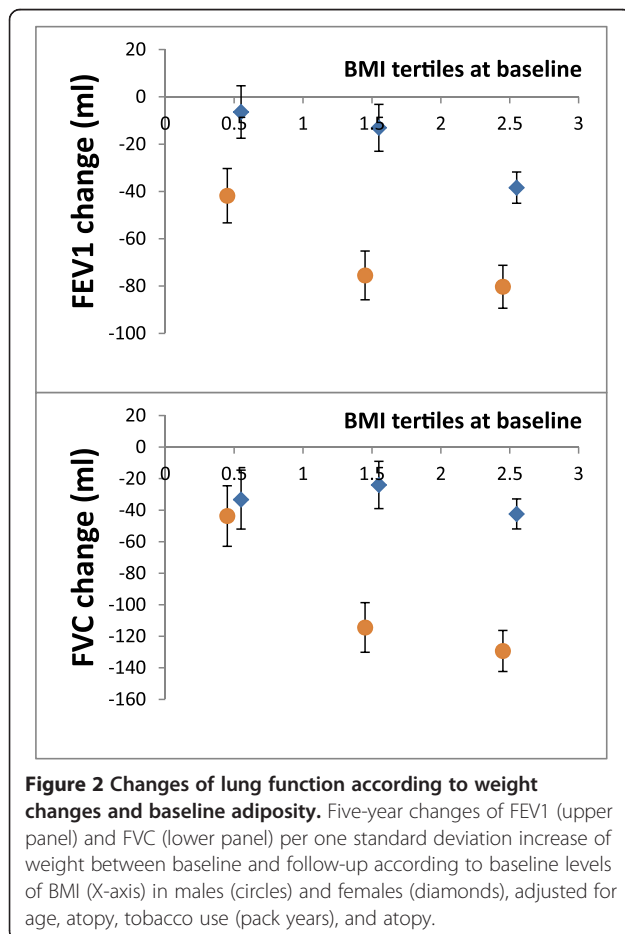 BMI tertiles at baseline
FEV1 change (ml)
20
0
-20
-40
-60
-80
-100
0 0.5 1 1.5 2 2.5 3
BMI tertiles at baseline
FVC change (ml)
20
0
-20
-40
-60
-80
-100
-120
-140
-160
0 0.5 1 1.5 2 2.5 3
Figure 2 Changes of lung function according to weight
changes and baseline adiposity. Five-year changes of FEV1 (upper
panel) and FVC (lower panel) per one standard deviation increase of
weight between baseline and follow-up according to baseline levels
of BMI (X-axis) in males (circles) and females (diamonds), adjusted for
age, atopy, tobacco use (pack years), and atopy.